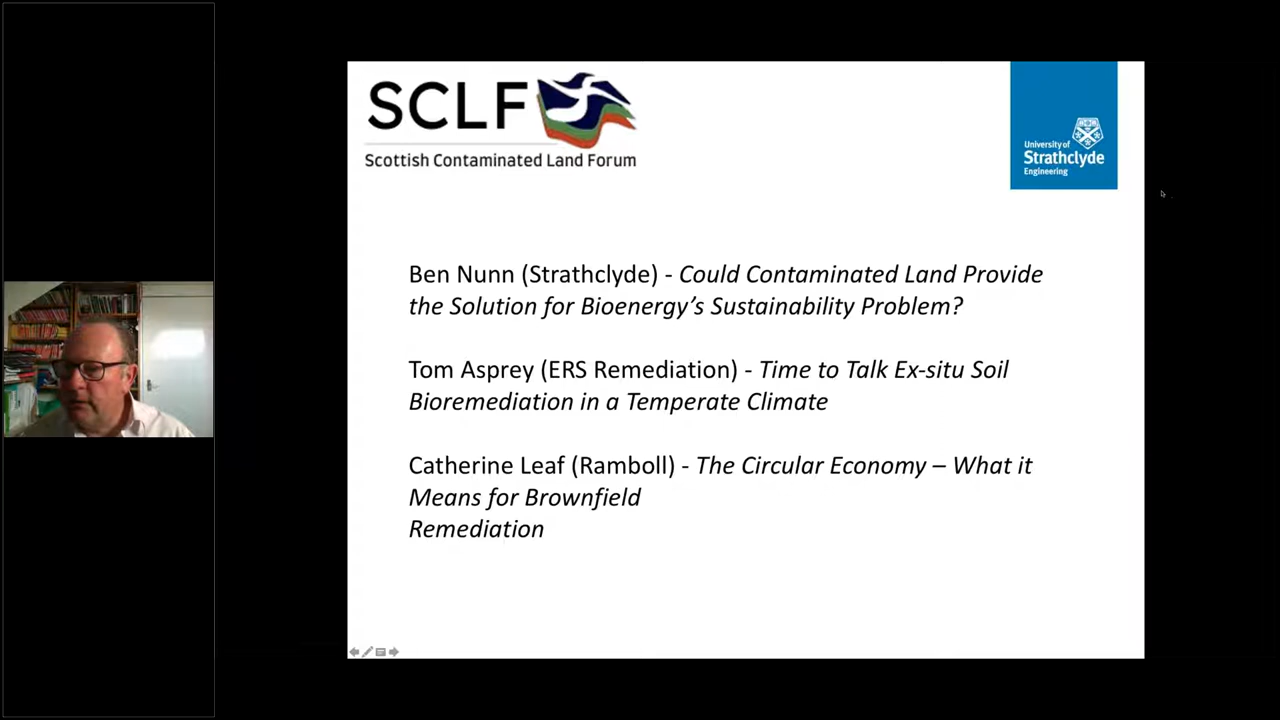 SCLF
Scottish Contaminated Land Forum
University of
Strathclyde
Engineering
Ben Nunn (Strathclyde) - Could Contaminated Land Provide
the Solution for Bioenergy’s Sustainability Problem?
Tom Asprey (ERS Remediation) - Time to Talk Ex-situ Soil
Bioremediation in a Temperate Climate
Catherine Leaf (Ramboll) - The Circular Economy – What it
Means for Brownfield
Remediation